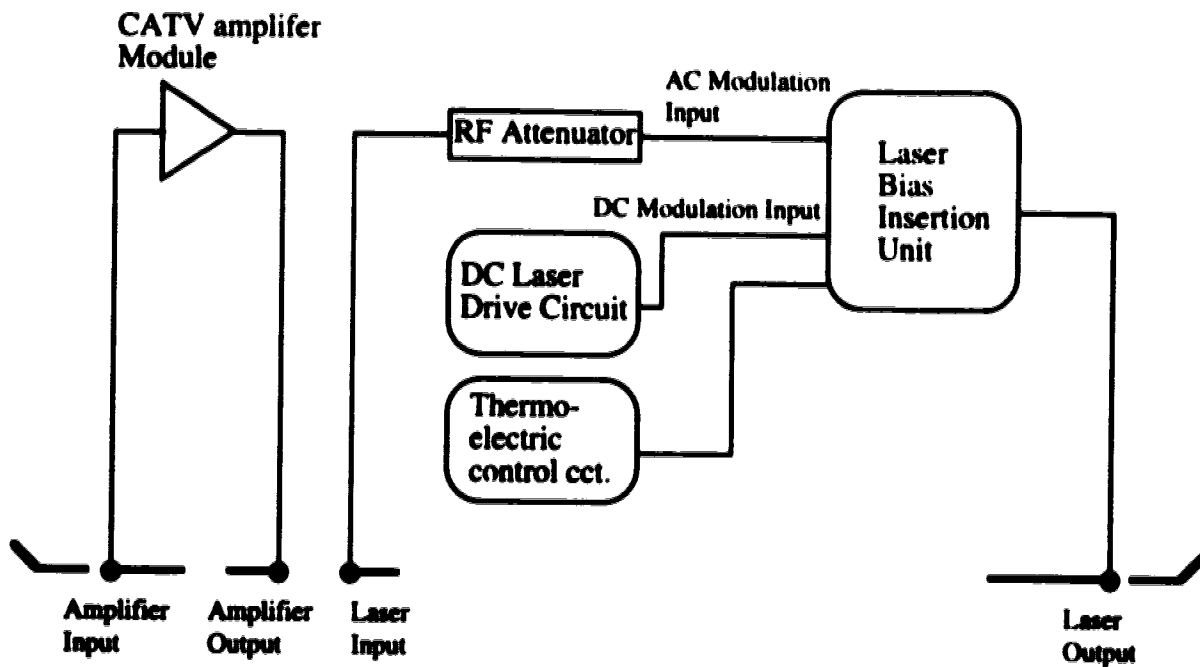 CATV amplifer
Module
AC Modulation
Input
RF Attenuator
Laser
Bias
Insertion
Unit
DC Modulation Input
DC Laser
Drive Circuit
Thermo-
electric
control cct.
Amplifier
Input
Amplifier
Output
Laser
Input
Laser
Output